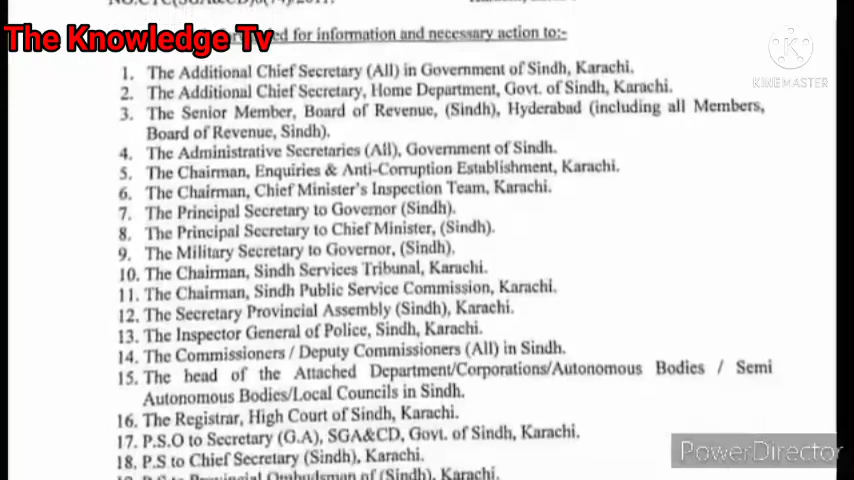 The Knowledge Tv
ed for information and necessary action to:-
KINEMASTER
1. The Additional Chief Secretary (All) in Government of Sindh, Karachi.
2. The Additional Chief Secretary, Home Department, Govt. of Sindh, Karachi.
3. The Senior Member, Board of Revenue, (Sindh), Hyderabad (including all Members,
Board of Revenue, Sindh).
4. The Administrative Secretaries (All), Government of Sindh.
5. The Chairman, Enquiries & Anti-Corruption Establishment, Karachi.
6. The Chairman, Chief Minister's Inspection Team, Karachi.
7. The Principal Secretary to Governor (Sindh).
8. The Principal Secretary to Chief Minister, (Sindh).
9. The Military Secretary to Governor, (Sindh).
10. The Chairman, Sindh Services Tribunal, Karachi.
11. The Chairman, Sindh Public Service Commission, Karachi.
12. The Secretary Provincial Assembly (Sindh), Karachi.
13. The Inspector General of Police, Sindh, Karachi.
14. The Commissioners / Deputy Commissioners (All) in Sindh.
15. The head of the Attached Department/Corporations/Autonomous Bodies / Semi
Autonomous Bodies/Local Councils in Sindh.
16. The Registrar, High Court of Sindh, Karachi.
17. P.S.O to Secretary (G.A), SGA&CD, Govt. of Sindh, Karachi.
18. P.S to Chief Secretary (Sindh), Karachi.
PowerDirector